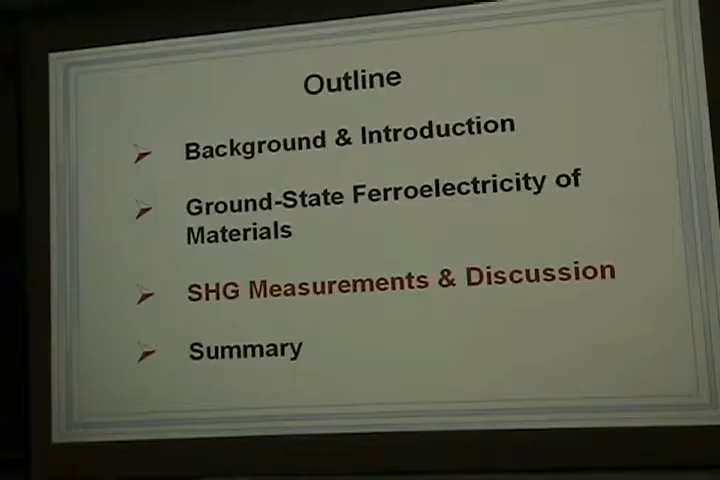 Outline
Background & Introduction
Ground-State Ferroelectricity of
Materials
SHG Measurements & Discussion
Summary